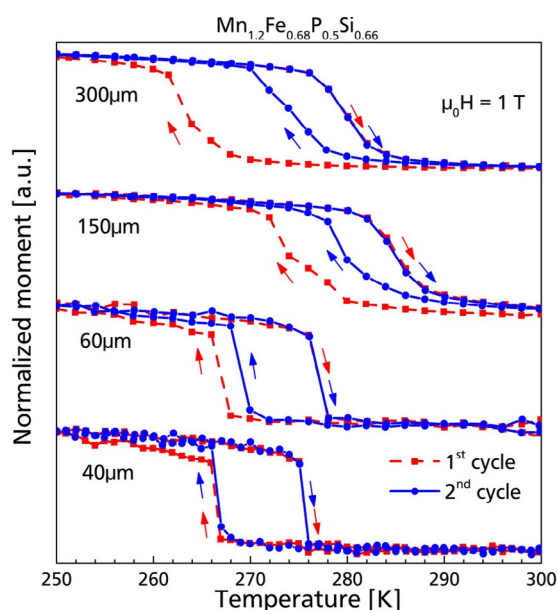 Mn₁.₂Fe₀.₆₈P₀.₅Si₀.₆₆
300µm
µ₀H = 1 T
150µm
60µm
40µm
1ˢᵗ cycle
2ⁿᵈ cycle
Normalized moment [a.u.]
250 260 270 280 290 300
Temperature [K]